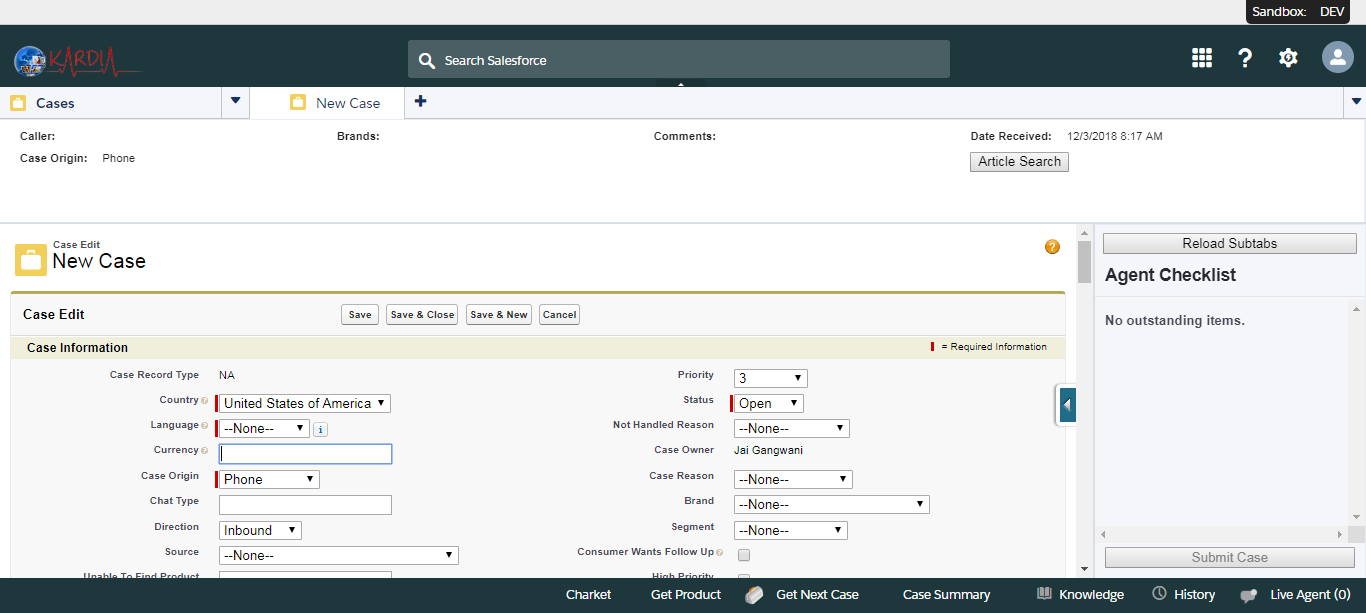 Sandbox: DEV
KARDIA
Search Salesforce
Cases
New Case
Caller:
Brands:
Comments:
Date Received: 12/3/2018 8:17 AM
Case Origin: Phone
Article Search
Case Edit
New Case
Reload Subtabs
Agent Checklist
No outstanding items.
Case Edit
Save
Save & Close
Save & New
Cancel
Case Information
= Required Information
Case Record Type NA
Priority 3
Country United States of America
Status Open
Language --None--
Not Handled Reason --None--
Currency
Case Owner Jai Gangwani
Case Origin Phone
Case Reason --None--
Chat Type
Brand --None--
Direction Inbound
Segment --None--
Source --None--
Consumer Wants Follow Up
Unable To Find Product
High Priority
Submit Case
Charket
Get Product
Get Next Case
Case Summary
Knowledge
History
Live Agent (0)